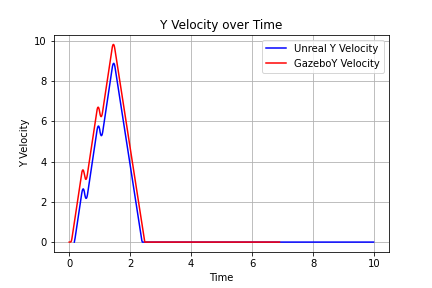 Y Velocity over Time
Unreal Y Velocity
GazeboY Velocity
Y Velocity
10
8
6
4
2
0
0 2 4 6 8 10
Time